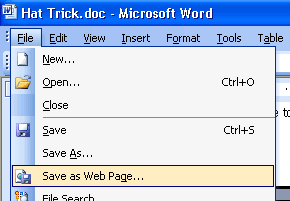 Hat Trick.doc - Microsoft Word
File Edit View Insert Format Tools Table
New...
Open... Ctrl+O
Close
Save Ctrl+S
Save As...
Save as Web Page...
File Search
e to